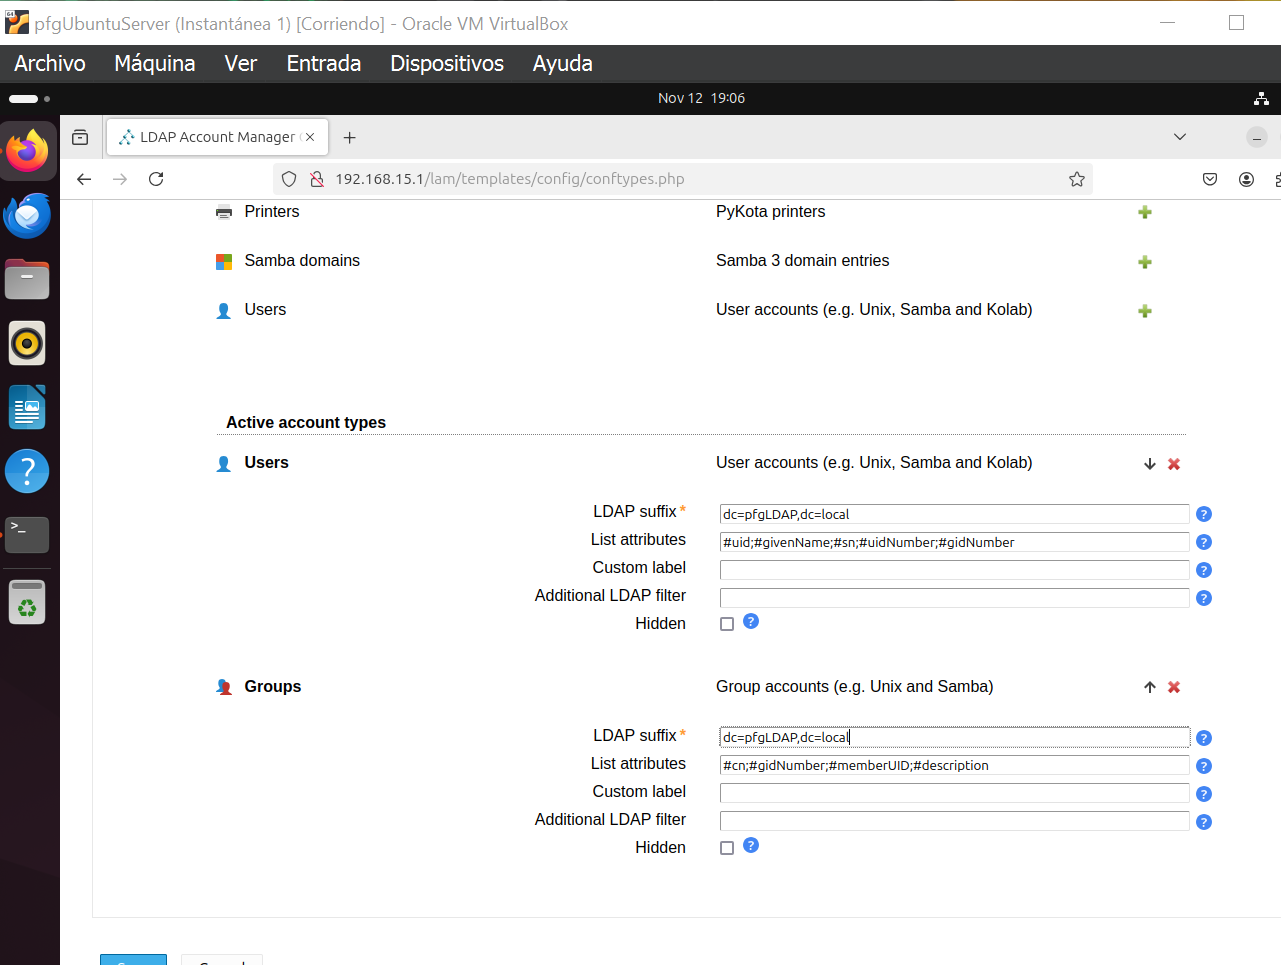 pfgUbuntuServer (Instantánea 1) [Corriendo] - Oracle VM VirtualBox
Archivo Máquina Ver Entrada Dispositivos Ayuda
Nov 12 19:06
LDAP Account Manager
192.168.15.1/lam/templates/config/conftypes.php
Printers PyKota printers
Samba domains Samba 3 domain entries
Users User accounts (e.g. Unix, Samba and Kolab)
Active account types
Users User accounts (e.g. Unix, Samba and Kolab)
LDAP suffix* dc=pfgLDAP,dc=local
List attributes #uid;#givenName;#sn;#uidNumber;#gidNumber
Custom label
Additional LDAP filter
Hidden
Groups Group accounts (e.g. Unix and Samba)
LDAP suffix* dc=pfgLDAP,dc=local
List attributes #cn;#gidNumber;#memberUID;#description
Custom label
Additional LDAP filter
Hidden